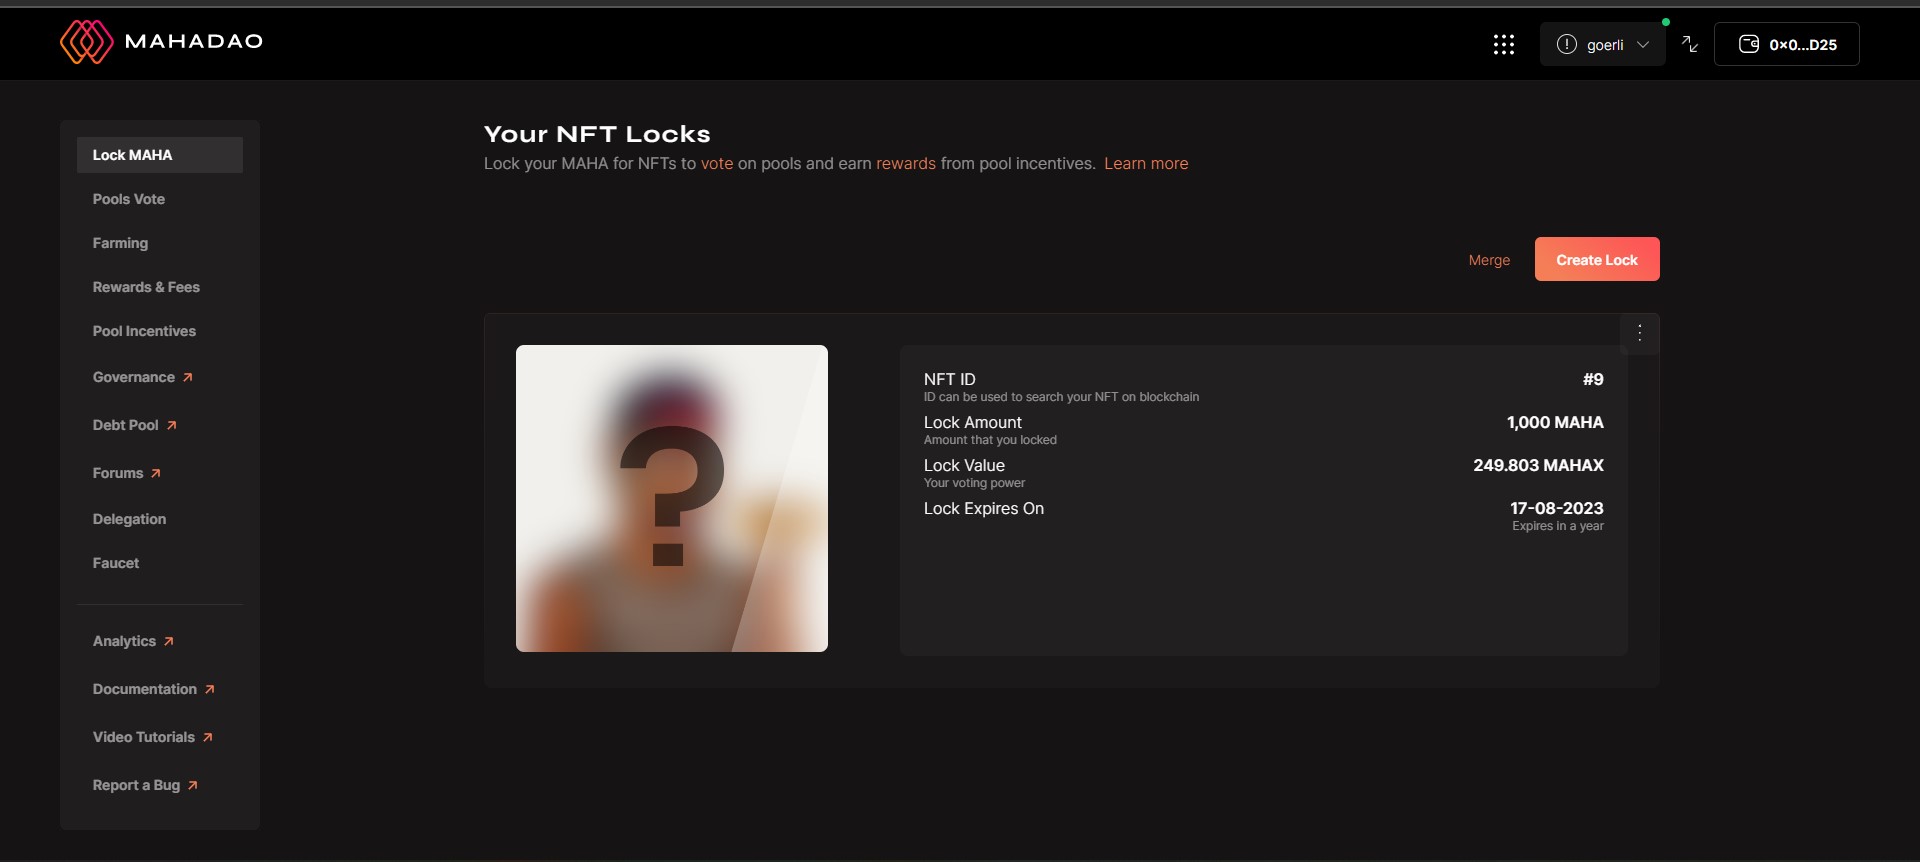 MAHADAO
goerli
0×0...D25
Lock MAHA
Pools Vote
Farming
Rewards & Fees
Pool Incentives
Governance
Debt Pool
Forums
Delegation
Faucet
Analytics
Documentation
Video Tutorials
Report a Bug
Your NFT Locks
Lock your MAHA for NFTs to vote on pools and earn rewards from pool incentives. Learn more
Merge
Create Lock
?
NFT ID #9
ID can be used to search your NFT on blockchain
Lock Amount 1,000 MAHA
Amount that you locked
Lock Value 249.803 MAHAX
Your voting power
Lock Expires On 17-08-2023
Expires in a year